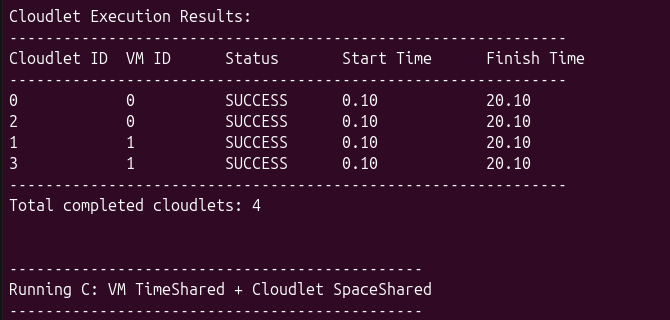 Cloudlet Execution Results:
--------------------------------------------------------------
Cloudlet ID  VM ID      Status       Start Time      Finish Time
--------------------------------------------------------------
0            0          SUCCESS      0.10            20.10
2            0          SUCCESS      0.10            20.10
1            1          SUCCESS      0.10            20.10
3            1          SUCCESS      0.10            20.10
--------------------------------------------------------------
Total completed cloudlets: 4
----------------------------------------------
Running C: VM TimeShared + Cloudlet SpaceShared
----------------------------------------------